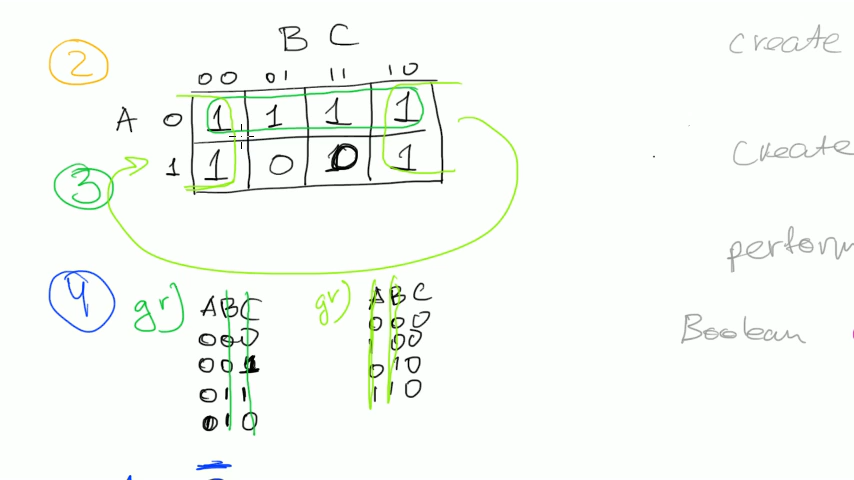 2
B C
00 01 11 10
A 0 1 1 1 1
1 1 0 0 1
3
4
gr) ABC
000
001
011
010
gr) ABC
000
100
010
110
create
create
perform
Boolean